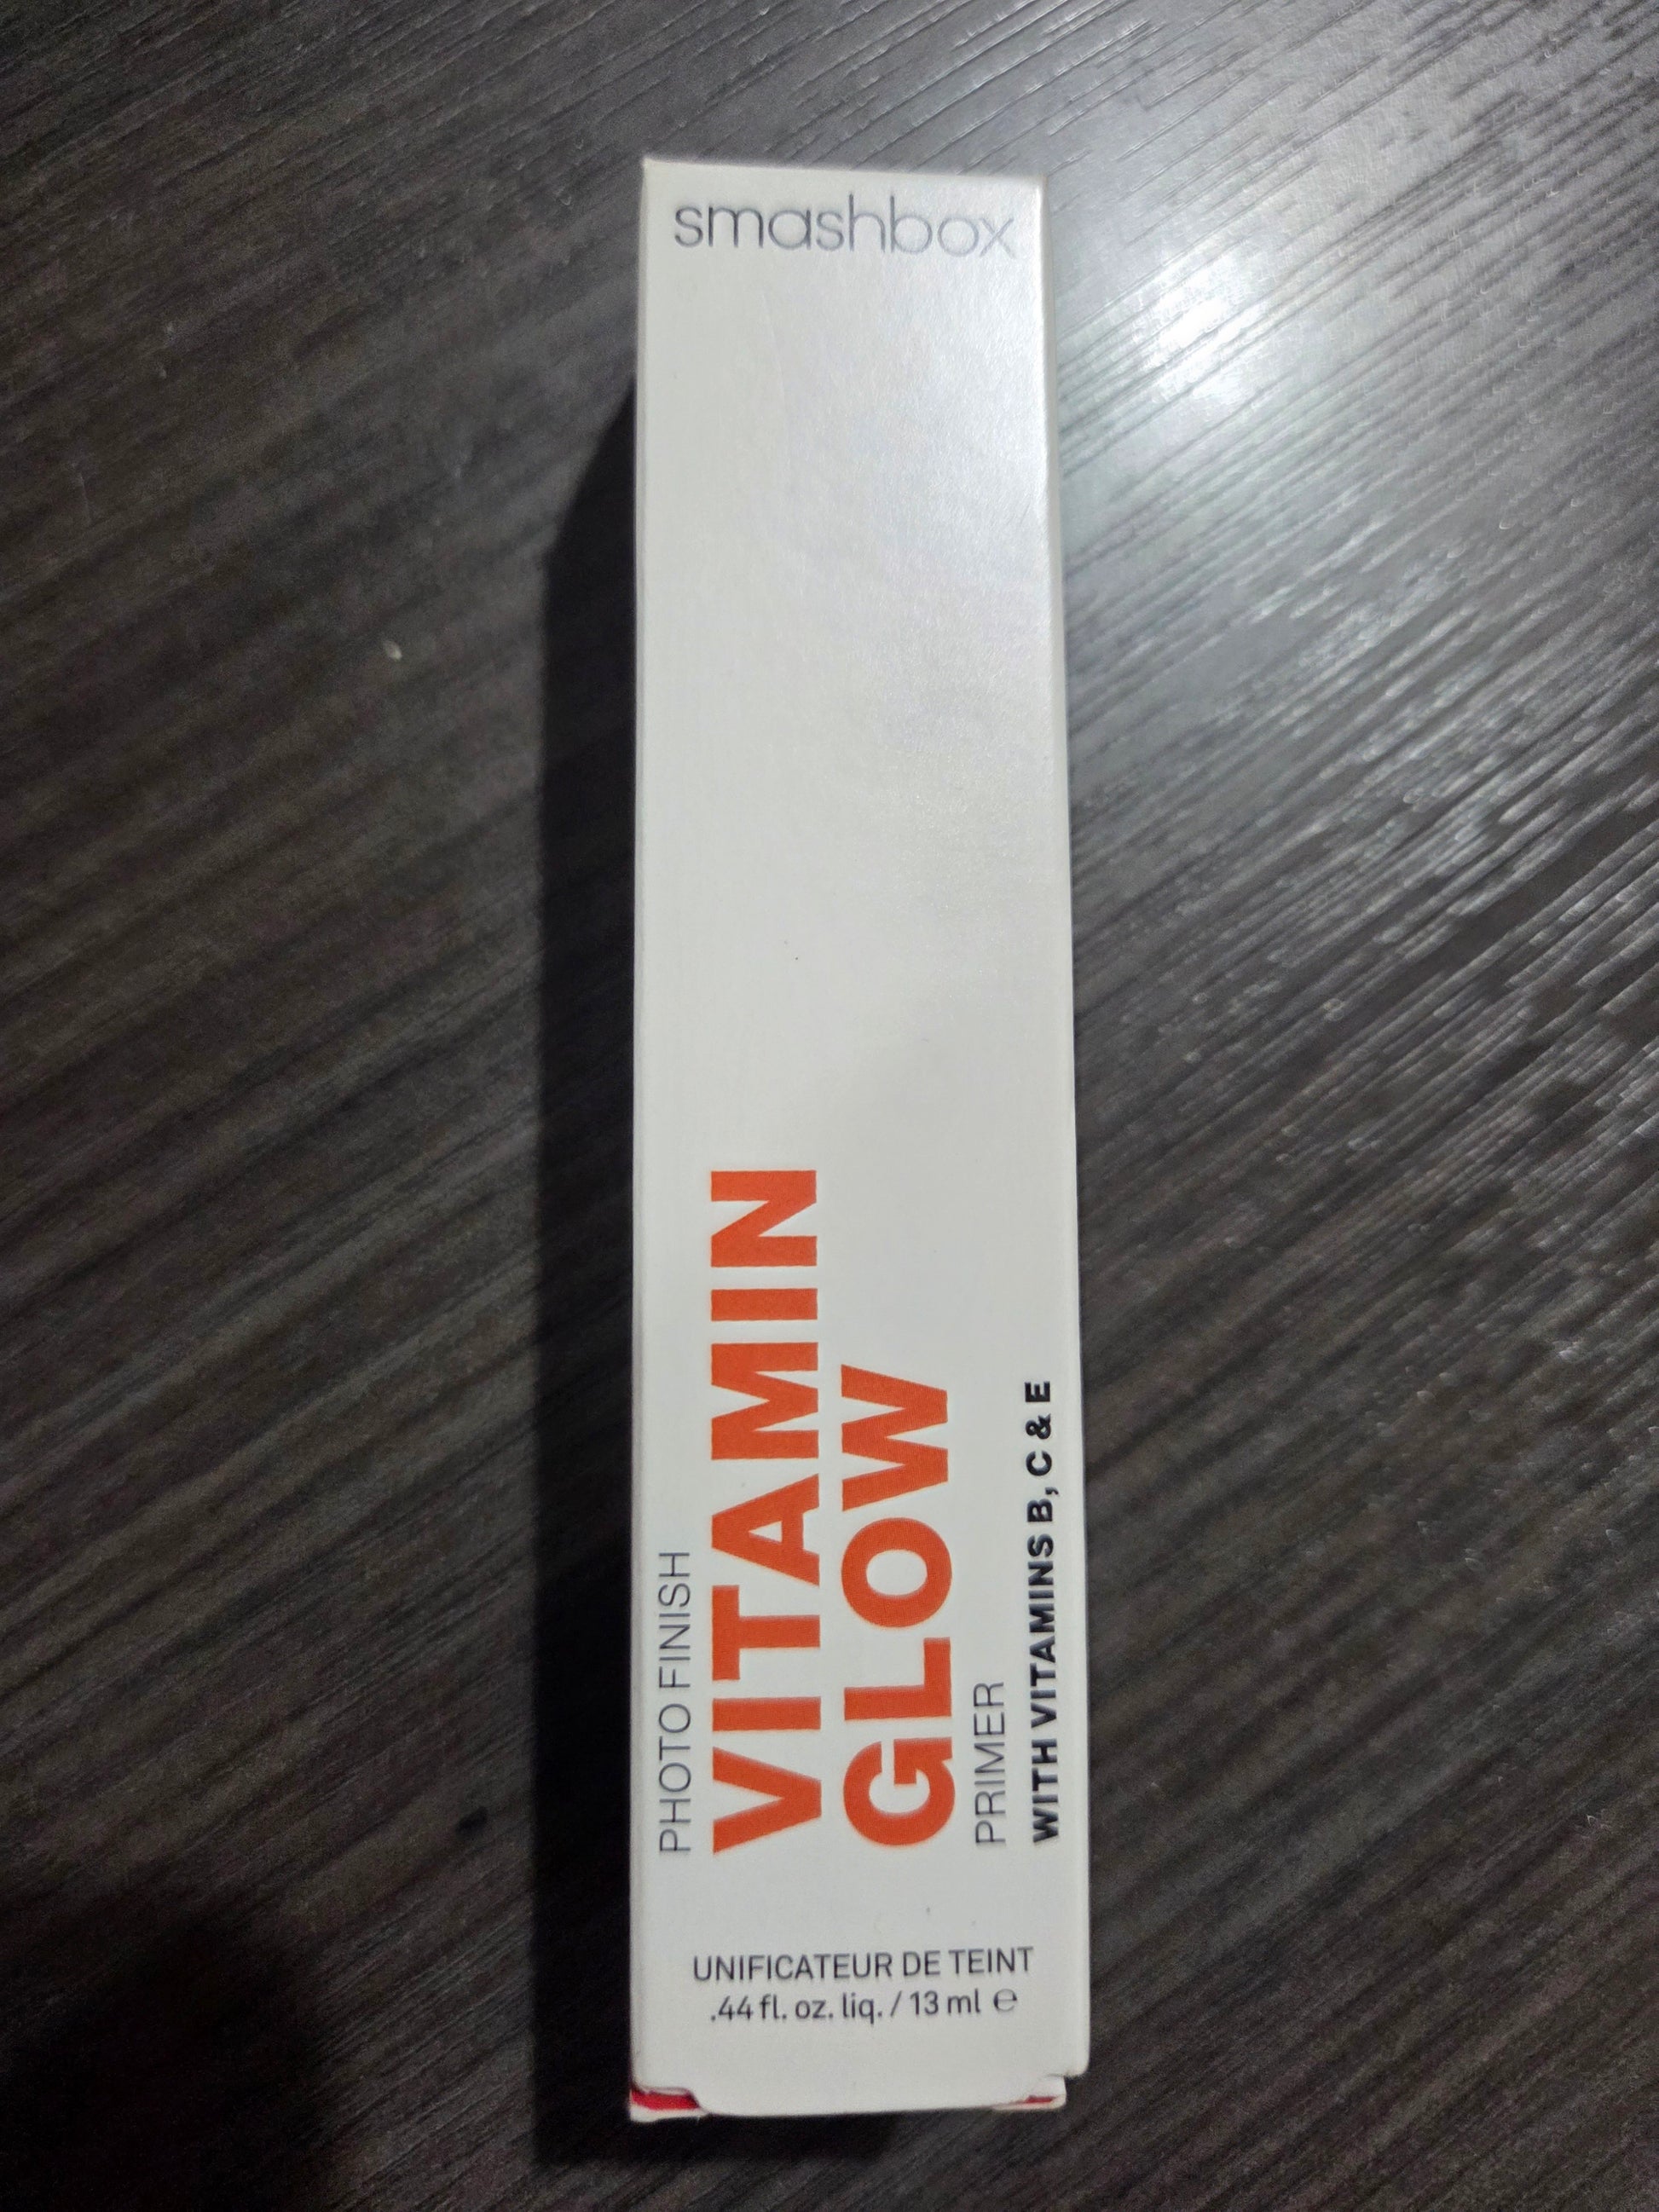 smashbox
PHOTO FINISH
VITAMIN
GLOW
PRIMER
WITH VITAMINS B, C & E
UNIFICATEUR DE TEINT
.44 fl. oz. liq. / 13 ml ℮